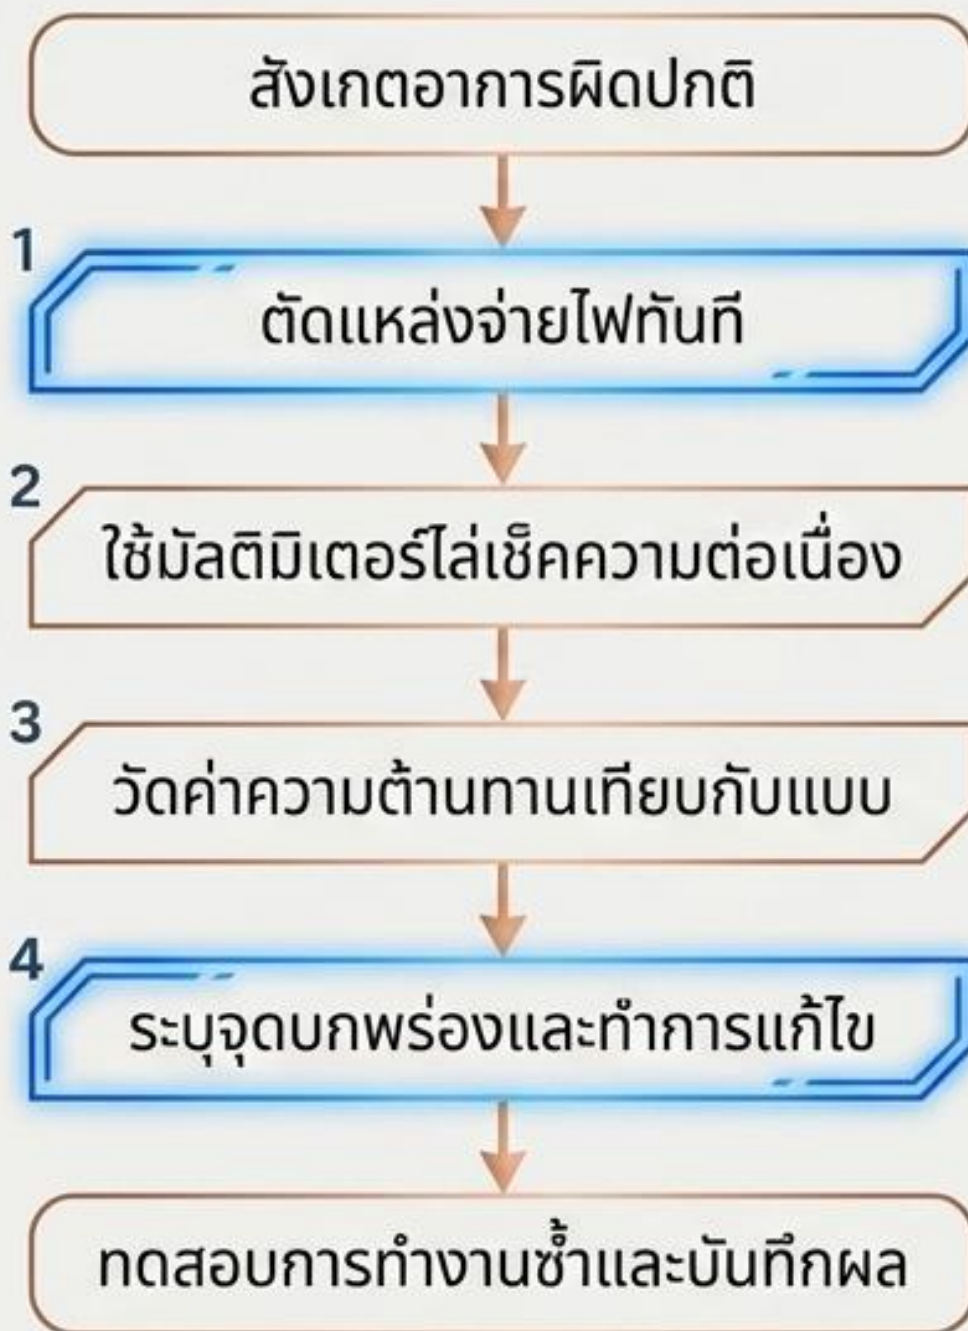 สังเกตอาการผิดปกติ
1
ตัดแหล่งจ่ายไฟทันที
2
ใช้มัลติมิเตอร์ไล่เช็คความต่อเนื่อง
3
วัดค่าความต้านทานเทียบกับแบบ
4
ระบุจุดบกพร่องและทำการแก้ไข
ทดสอบการทำงานซ้ำและบันทึกผล